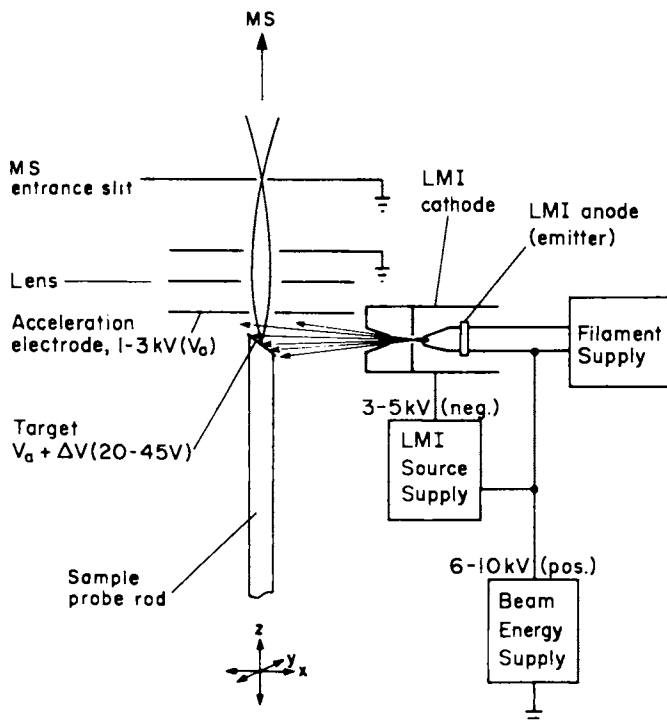 MS
MS
entrance slit
LMI
cathode
LMI anode
(emitter)
Lens
Acceleration
electrode, 1-3 kV (Va)
Filament
Supply
Target
Va + ΔV (20-45V)
3-5kV (neg.)
LMI
Source
Supply
Sample
probe rod
6-10kV (pos.)
Beam
Energy
Supply
z
y
x